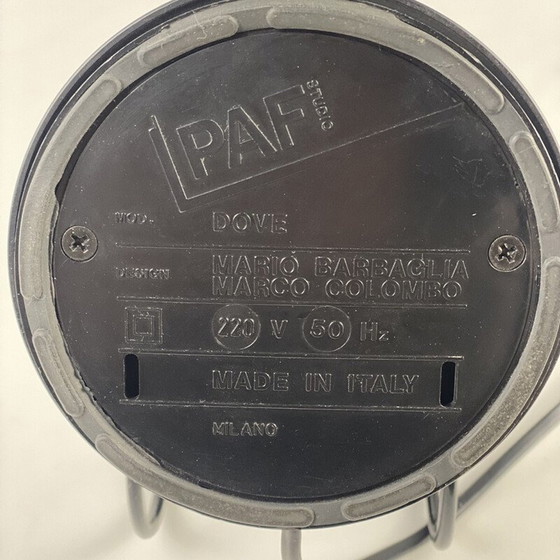 PAF STUDIO
MOD. DOVE
DESIGN MARIO BARBAGLIA
MARCO COLOMBO
220 V 50 Hz
MADE IN ITALY
MILANO